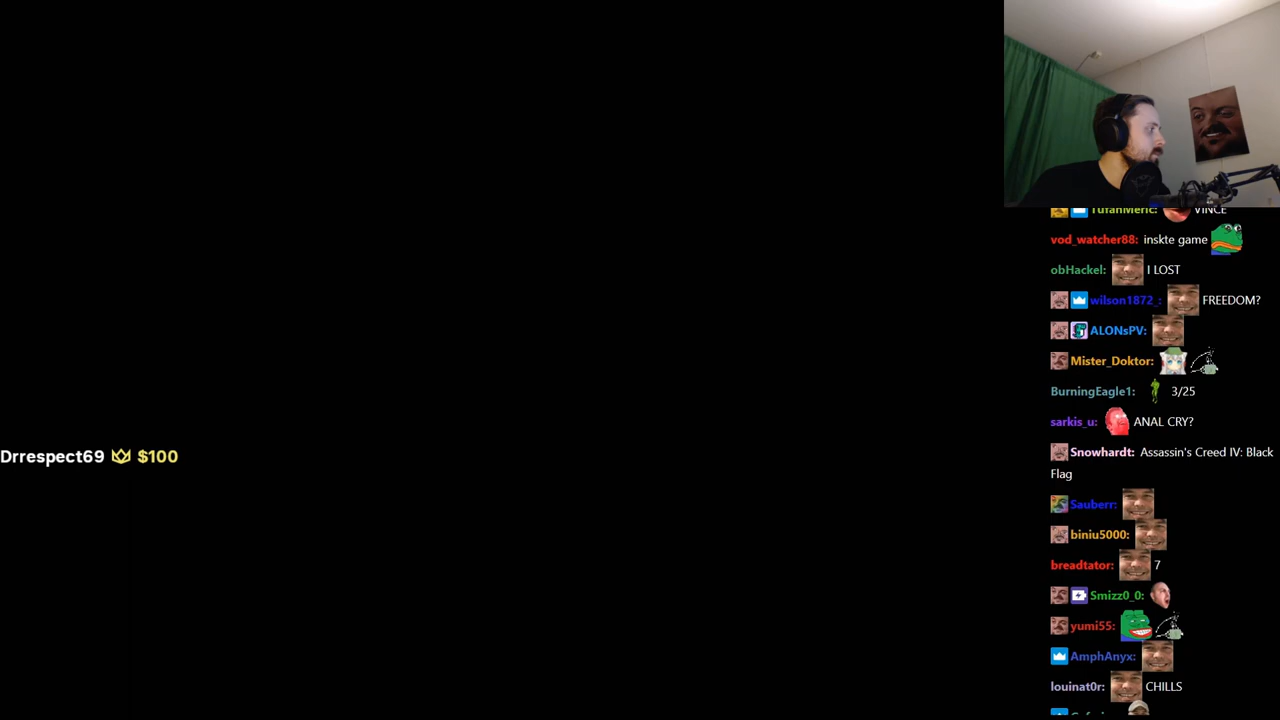 TufanMeric: VINCE
vod_watcher88: inskte game
obHackel: I LOST
wilson1872_: FREEDOM?
ALONsPV:
Mister_Doktor:
BurningEagle1: 3/25
sarkis_u: ANAL CRY?
Snowhardt: Assassin's Creed IV: Black
Flag
Drrespect69 $100
Sauberr:
biniu5000:
breadtator: 7
Smizz0_0:
yumi55:
AmphAnyx:
louinat0r: CHILLS